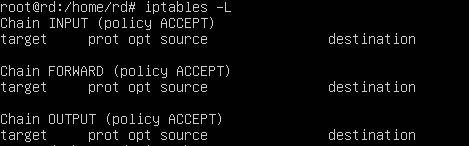 root@rd:/home/rd# iptables -L
Chain INPUT (policy ACCEPT)
target     prot opt source               destination

Chain FORWARD (policy ACCEPT)
target     prot opt source               destination

Chain OUTPUT (policy ACCEPT)
target     prot opt source               destination